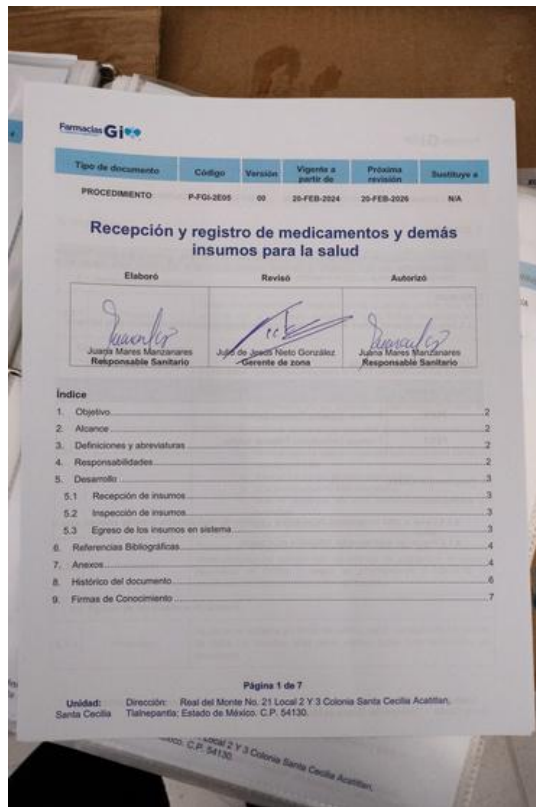 Farmacias Gi
Tipo de documento Código Versión Vigente a partir de Próxima revisión Sustituye a
PROCEDIMIENTO P-FGI-2E05 00 20-FEB-2024 20-FEB-2026 N/A
Recepción y registro de medicamentos y demás
insumos para la salud
Elaboró Revisó Autorizó
Juana Mares Manzanares Julio de Jesús Nieto González Juana Mares Manzanares
Responsable Sanitario Gerente de zona Responsable Sanitario
Índice
1. Objetivo 2
2. Alcance 2
3. Definiciones y abreviaturas 2
4. Responsabilidades 2
5. Desarrollo 3
5.1 Recepción de insumos 3
5.2 Inspección de insumos 3
5.3 Egreso de los insumos en sistema 3
6. Referencias Bibliográficas 4
7. Anexos 4
8. Histórico del documento 6
9. Firmas de Conocimiento 7
Página 1 de 7
Unidad: Dirección: Real del Monte No. 21 Local 2 Y 3 Colonia Santa Cecilia Acatitlan,
Santa Cecilia Tlalnepantla; Estado de México. C.P. 54130.
Local 2 Y 3 Colonia Santa Cecilia Acatitlan,
C.P. 54130.